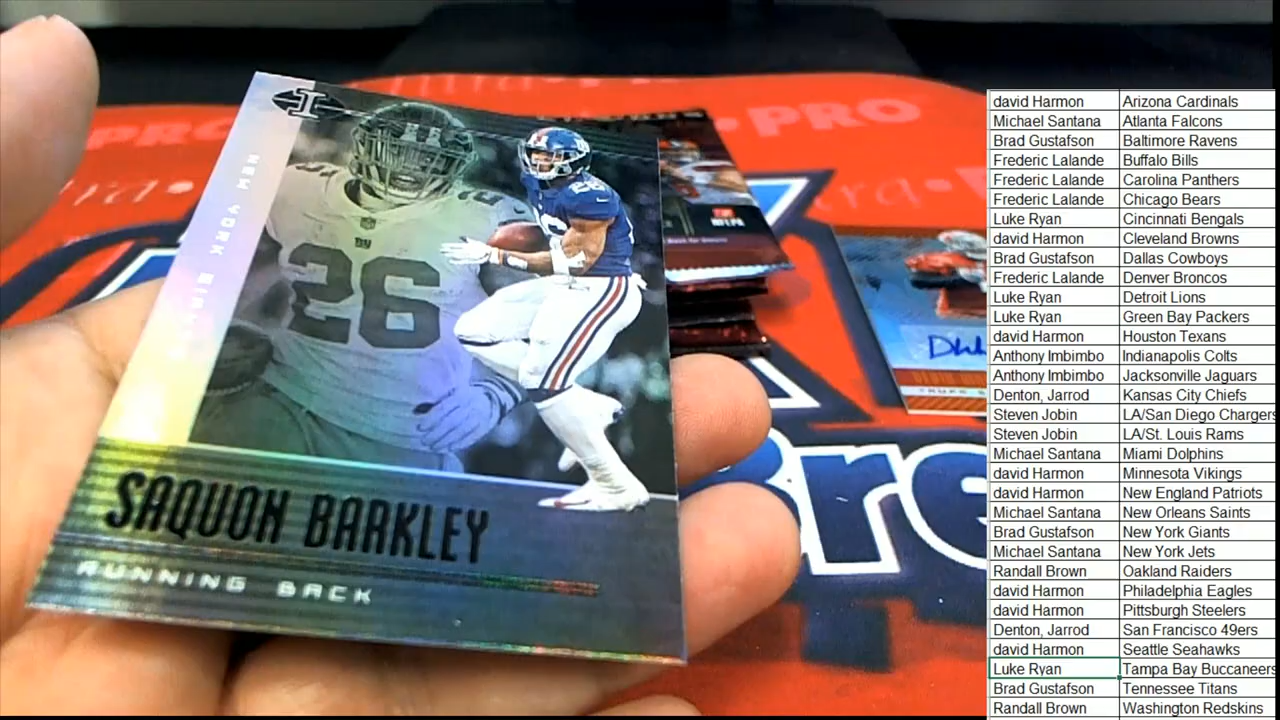 I
NEW YORK
26
26
26
SAQUON BARKLEY
RUNNING BACK
PRO
PRO
NFLPA
Bre
david Harmon Arizona Cardinals
Michael Santana Atlanta Falcons
Brad Gustafson Baltimore Ravens
Frederic Lalande Buffalo Bills
Frederic Lalande Carolina Panthers
Frederic Lalande Chicago Bears
Luke Ryan Cincinnati Bengals
david Harmon Cleveland Browns
Brad Gustafson Dallas Cowboys
Frederic Lalande Denver Broncos
Luke Ryan Detroit Lions
Luke Ryan Green Bay Packers
david Harmon Houston Texans
Anthony Imbimbo Indianapolis Colts
Anthony Imbimbo Jacksonville Jaguars
Denton, Jarrod Kansas City Chiefs
Steven Jobin LA/San Diego Chargers
Steven Jobin LA/St. Louis Rams
Michael Santana Miami Dolphins
david Harmon Minnesota Vikings
david Harmon New England Patriots
Michael Santana New Orleans Saints
Brad Gustafson New York Giants
Michael Santana New York Jets
Randall Brown Oakland Raiders
david Harmon Philadelphia Eagles
david Harmon Pittsburgh Steelers
Denton, Jarrod San Francisco 49ers
david Harmon Seattle Seahawks
Luke Ryan Tampa Bay Buccaneers
Brad Gustafson Tennessee Titans
Randall Brown Washington Redskins